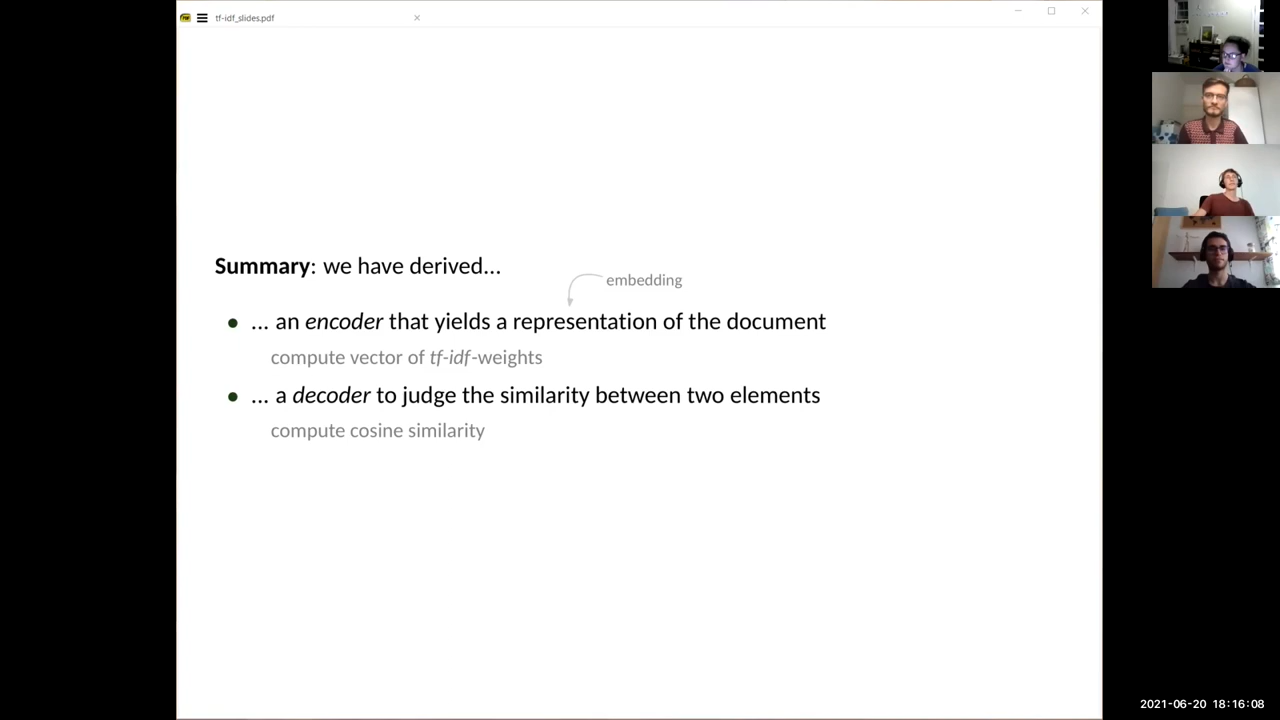 tf-idf_slides.pdf
Summary: we have derived...
embedding
... an encoder that yields a representation of the document
compute vector of tf-idf-weights
... a decoder to judge the similarity between two elements
compute cosine similarity
2021-06-20 18:16:08